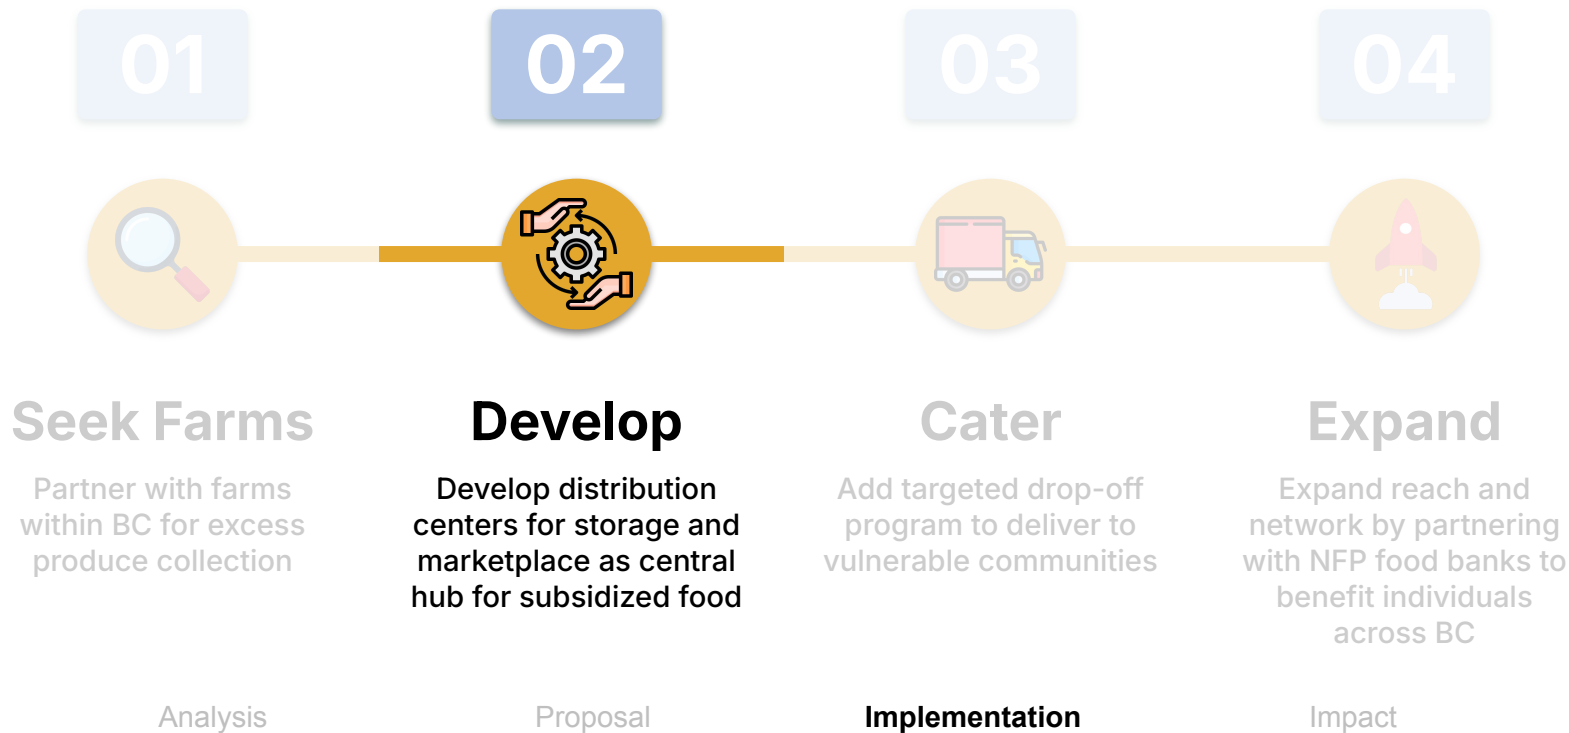 01
02
03
04
Seek Farms
Partner with farms
within BC for excess
produce collection
Develop
Develop distribution
centers for storage and
marketplace as central
hub for subsidized food
Cater
Add targeted drop-off
program to deliver to
vulnerable communities
Expand
Expand reach and
network by partnering
with NFP food banks to
benefit individuals
across BC
Analysis
Proposal
Implementation
Impact